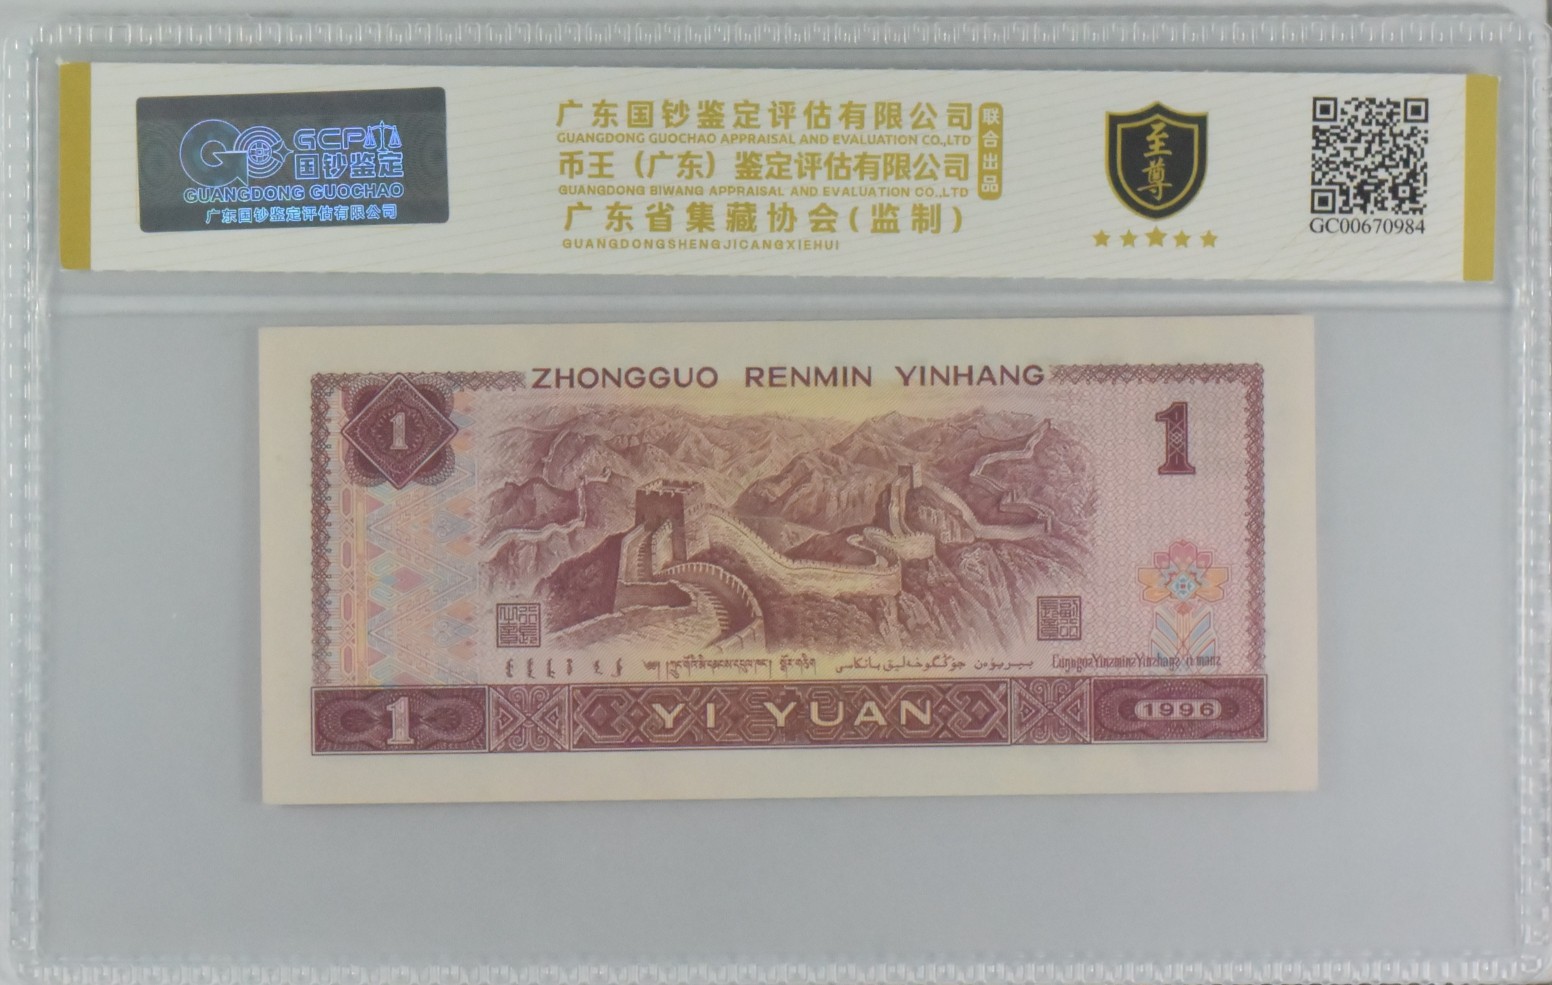 GCP
国钞鉴定
GUANGDONG GUOCHAO
广东国钞鉴定评估有限公司
广东国钞鉴定评估有限公司
GUANGDONG GUOCHAO APPRAISAL AND EVALUATION CO.,LTD
币王（广东）鉴定评估有限公司
GUANGDONG BIWANG APPRAISAL AND EVALUATION CO.,LTD
联合出品
广东省集藏协会(监制)
GUANGDONGSHENGJICANGXIEHUI
至尊
GC00670984
ZHONGGUO RENMIN YINHANG
1
1
1
YI YUAN
1996